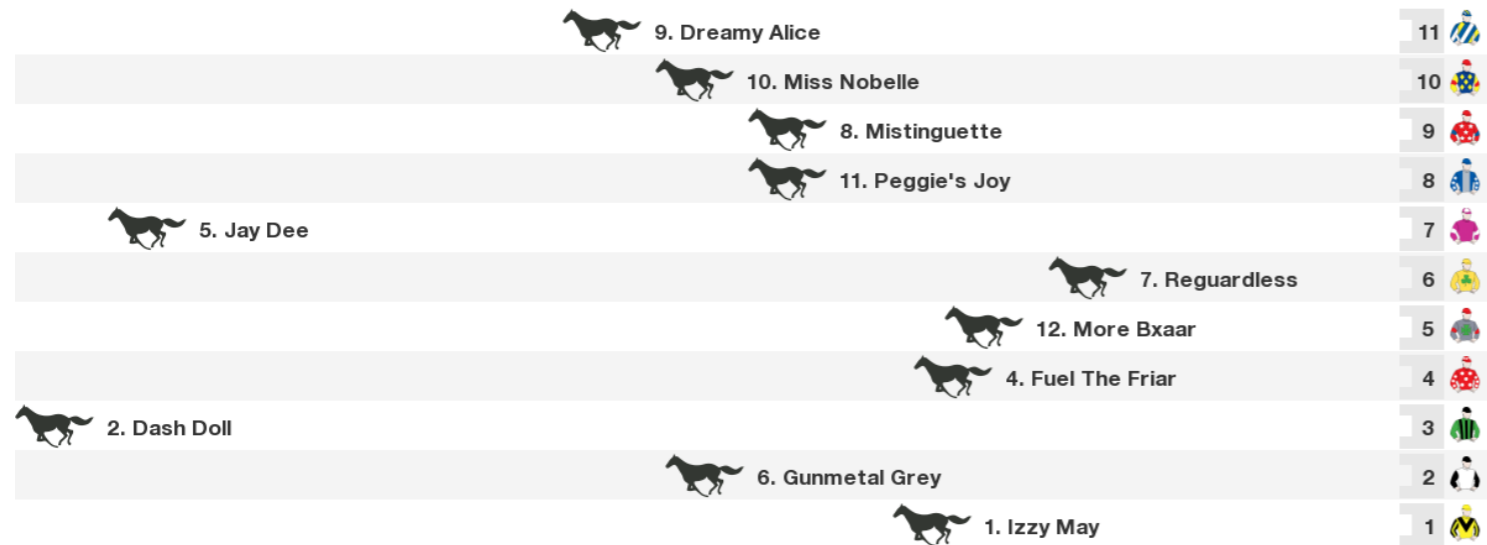 9. Dreamy Alice 11
10. Miss Nobelle 10
8. Mistinguette 9
11. Peggie's Joy 8
5. Jay Dee 7
7. Reguardless 6
12. More Bxaar 5
4. Fuel The Friar 4
2. Dash Doll 3
6. Gunmetal Grey 2
1. Izzy May 1